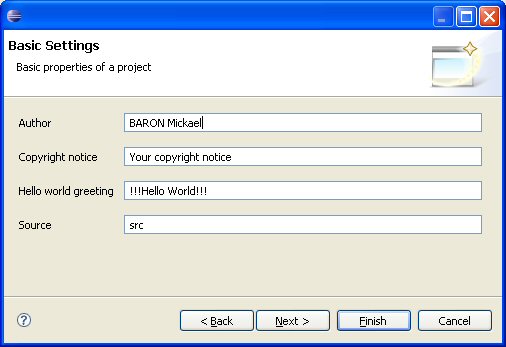 Basic Settings
Basic properties of a project
Author BARON Mickael
Copyright notice Your copyright notice
Hello world greeting !!!Hello World!!!
Source src
? < Back Next > Finish Cancel